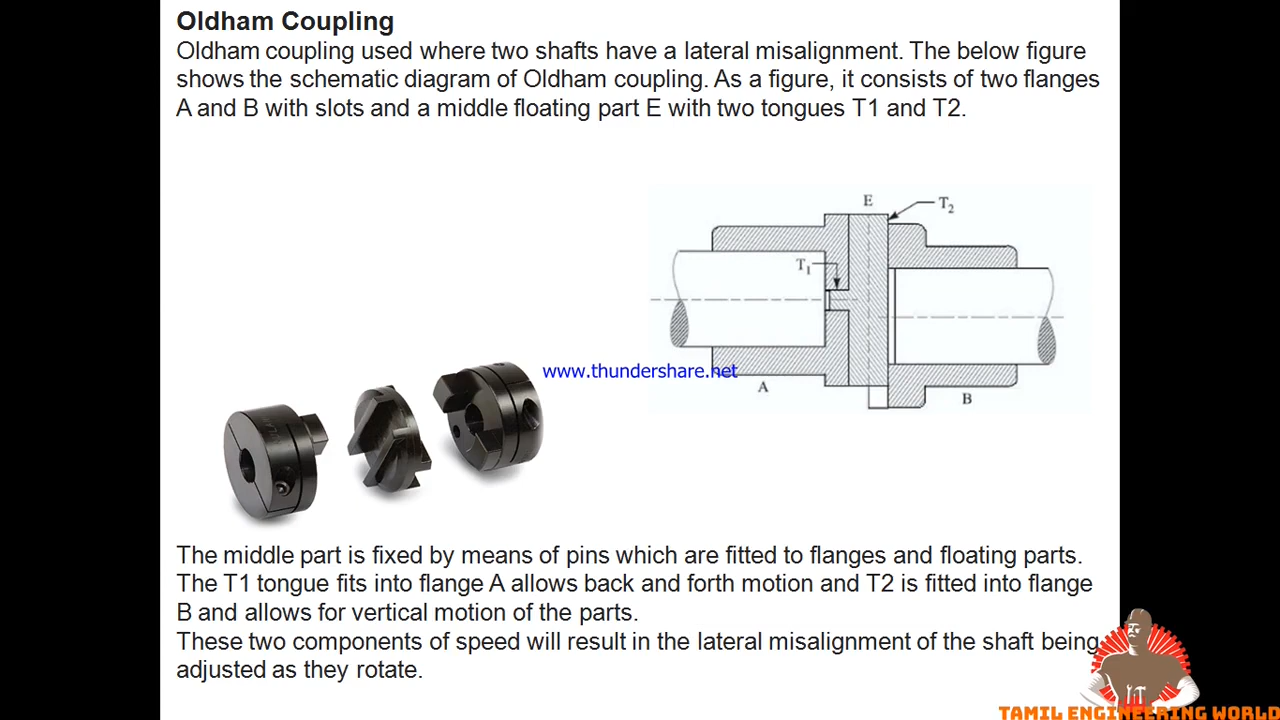 Oldham Coupling
Oldham coupling used where two shafts have a lateral misalignment. The below figure
shows the schematic diagram of Oldham coupling. As a figure, it consists of two flanges
A and B with slots and a middle floating part E with two tongues T1 and T2.
E
T2
T1
www.thundershare.net
A
B
The middle part is fixed by means of pins which are fitted to flanges and floating parts.
The T1 tongue fits into flange A allows back and forth motion and T2 is fitted into flange
B and allows for vertical motion of the parts.
These two components of speed will result in the lateral misalignment of the shaft being
adjusted as they rotate.
TAMIL ENGINEERING WORLD